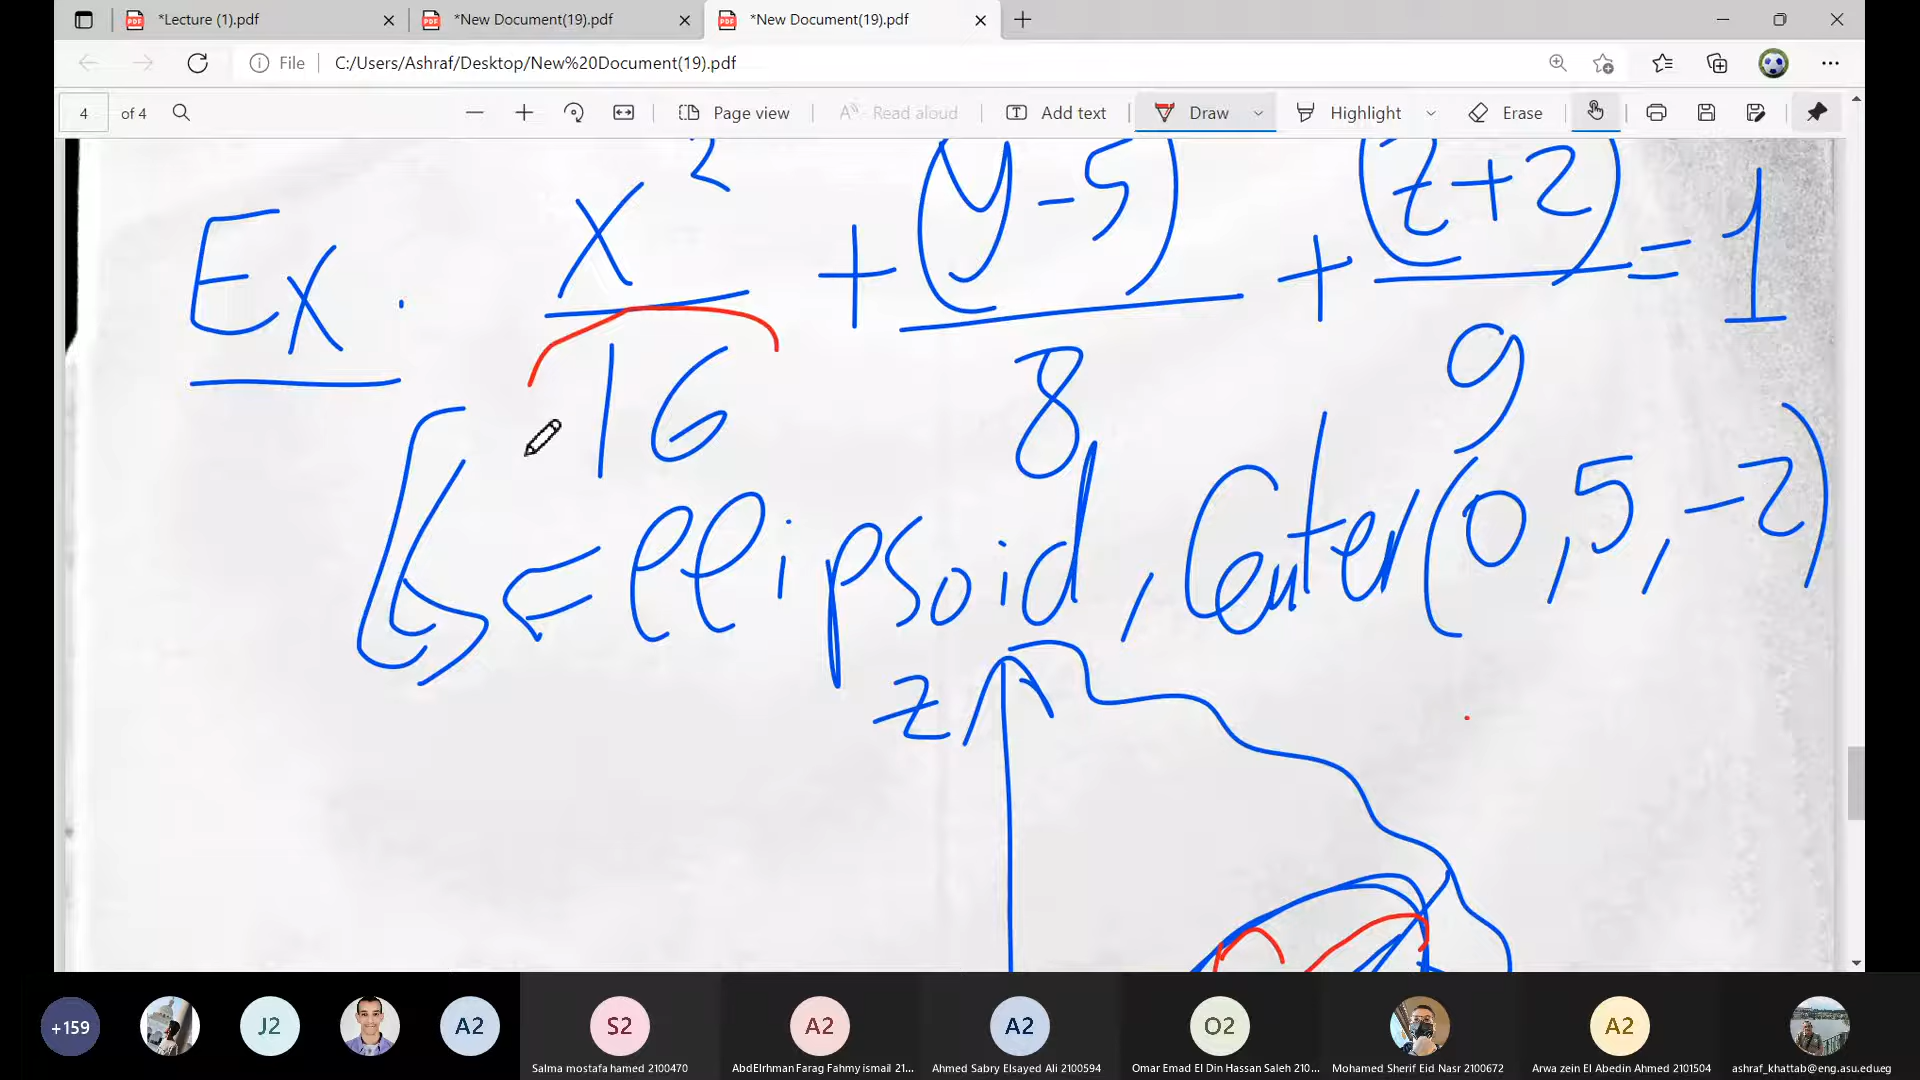 *Lecture (1).pdf
*New Document(19).pdf
*New Document(19).pdf
File
C:/Users/Ashraf/Desktop/New%20Document(19).pdf
4 of 4
Page view
Read aloud
Add text
Draw
Highlight
Erase
Ex. x² + (y-5) + (z+2) = 1
16 8 9
ellipsoid, Center(0, 5, -2)
z
+159
J2
A2
S2
A2
A2
O2
A2
Salma mostafa hamed 2100470
AbdElrhman Farag Fahmy ismail 21...
Ahmed Sabry Elsayed Ali 2100594
Omar Emad El Din Hassan Saleh 210...
Mohamed Sherif Eid Nasr 2100672
Arwa zein El Abedin Ahmed 2101504
ashraf_khattab@eng.asu.edu.eg